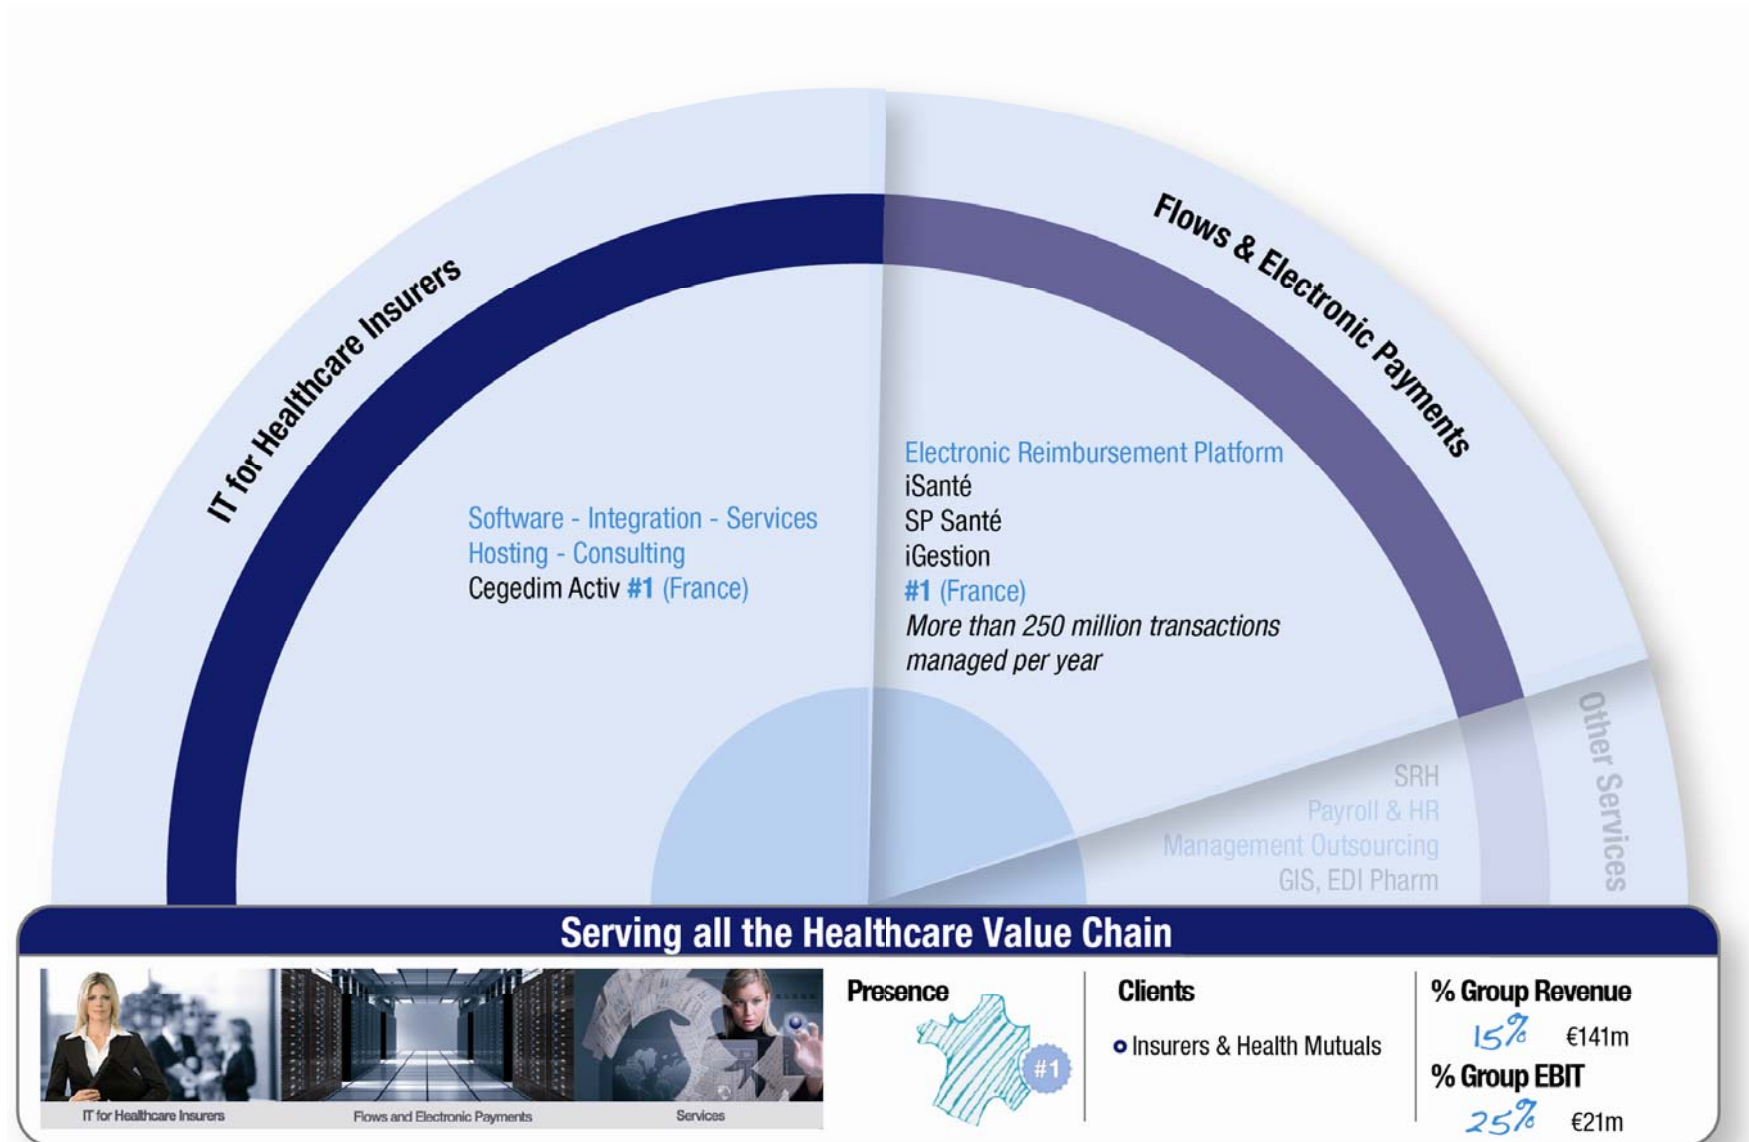 IT for Healthcare Insurers
Flows & Electronic Payments
Other Services
Software - Integration - Services
Hosting - Consulting
Cegedim Activ #1 (France)
Electronic Reimbursement Platform
iSanté
SP Santé
iGestion
#1 (France)
More than 250 million transactions
managed per year
SRH
Payroll & HR
Management Outsourcing
GIS, EDI Pharm
Serving all the Healthcare Value Chain
IT for Healthcare Insurers
Flows and Electronic Payments
Services
Presence
#1
Clients
Insurers & Health Mutuals
% Group Revenue
15% €141m
% Group EBIT
25% €21m